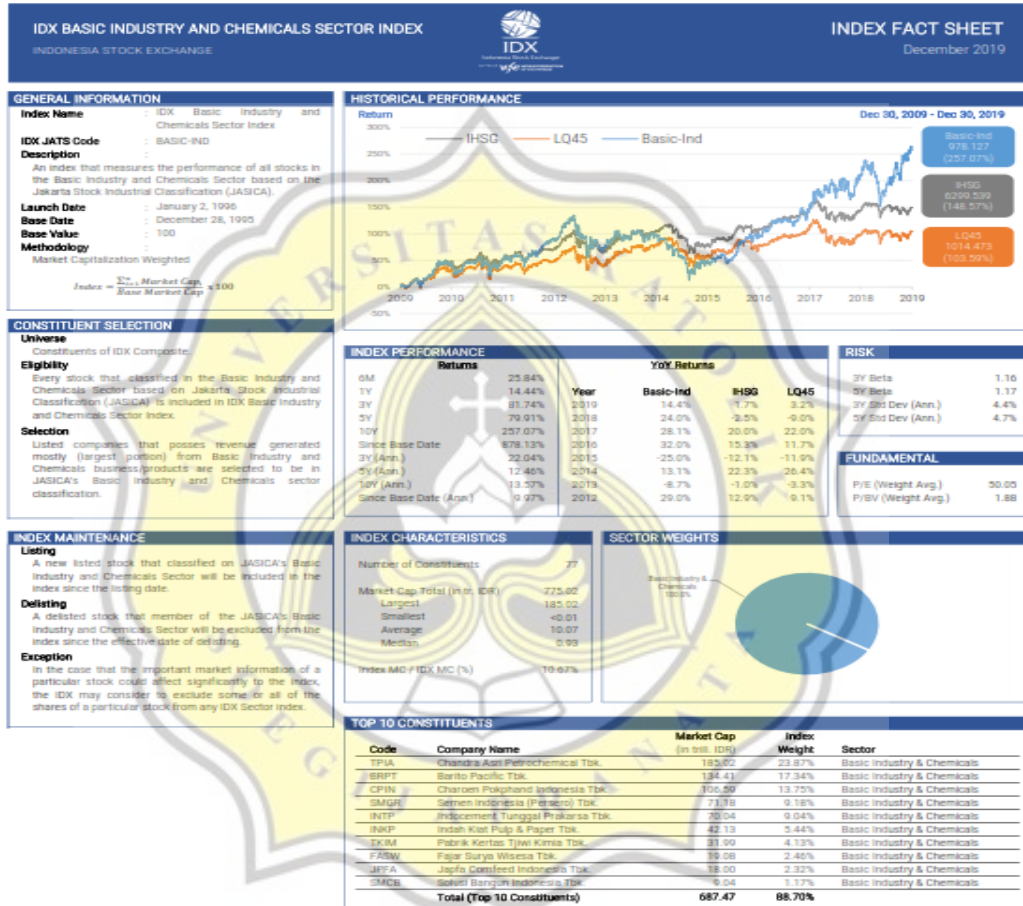 IDX BASIC INDUSTRY AND CHEMICALS SECTOR INDEX
INDONESIA STOCK EXCHANGE
IDX
Indonesia Stock Exchange
INDEX FACT SHEET
December 2019
GENERAL INFORMATION
Index Name : IDX Basic Industry and
Chemicals Sector Index
IDX JATS Code : BASIC-IND
Description :
An index that measures the performance of all stocks in
the Basic Industry and Chemicals Sector based on the
Jakarta Stock Industrial Classification (JASICA).
Launch Date : January 2, 1996
Base Date : December 28, 1995
Base Value : 100
Methodology :
Market Capitalization Weighted
CONSTITUENT SELECTION
Universe
Constituents of IDX Composite.
Eligibility
Every stock that classified in the Basic Industry and
Chemicals Sector based on Jakarta Stock Industrial
Classification (JASICA) is included in IDX Basic Industry
and Chemicals Sector Index.
Selection
Listed companies that posses revenue generated
mostly (largest portion) from Basic Industry and
Chemicals business/products are selected to be in
JASICA's Basic Industry and Chemicals sector
classification.
INDEX MAINTENANCE
Listing
A new listed stock that classified on JASICA's Basic
Industry and Chemicals Sector will be included in the
index since the listing date.
Delisting
A delisted stock that member of the JASICA's Basic
Industry and Chemicals Sector will be excluded from the
index since the effective date of delisting.
Exception
In the case that the important market information of a
particular stock could affect significantly to the index,
the IDX may consider to exclude some or all of the
shares of a particular stock from any IDX Sector index.
HISTORICAL PERFORMANCE
Return
Dec 30, 2009 - Dec 30, 2019
IHSG LQ45 Basic-Ind
300%
250%
200%
150%
100%
50%
0%
-50%
2009 2010 2011 2012 2013 2014 2015 2016 2017 2018 2019
Basic-Ind
978.127
(257.07%)
IHSG
6299.539
(148.57%)
LQ45
1014.473
(103.59%)
INDEX PERFORMANCE
Returns
6M 25.84%
1Y 14.44%
3Y 81.74%
5Y 79.91%
10Y 257.07%
Since Base Date 878.13%
3Y (Ann.) 22.04%
5Y (Ann.) 12.46%
10Y (Ann.) 13.57%
Since Base Date (Ann.) 9.97%
YoY Returns
Year Basic-Ind IHSG LQ45
2019 14.4% 1.7% 3.2%
2018 24.0% -2.5% -9.0%
2017 28.1% 20.0% 22.0%
2016 32.0% 15.3% 11.7%
2015 -25.0% -12.1% -11.9%
2014 13.1% 22.3% 26.4%
2013 -8.7% -1.0% -3.3%
2012 29.0% 12.9% 9.1%
RISK
3Y Beta 1.16
5Y Beta 1.17
3Y Std Dev (Ann.) 4.4%
5Y Std Dev (Ann.) 4.7%
FUNDAMENTAL
P/E (Weight Avg.) 50.05
P/BV (Weight Avg.) 1.88
INDEX CHARACTERISTICS
Number of Constituents 77
Market Cap Total (in tr. IDR) 775.02
Largest 185.02
Smallest <0.01
Average 10.07
Median 0.93
Index MC / IDX MC (%) 10.67%
SECTOR WEIGHTS
Basic Industry &
Chemicals
100.0%
TOP 10 CONSTITUENTS
Code Company Name Market Cap (in trill. IDR) Index Weight Sector
TPIA Chandra Asri Petrochemical Tbk. 185.02 23.87% Basic Industry & Chemicals
BRPT Barito Pacific Tbk. 134.41 17.34% Basic Industry & Chemicals
CPIN Charoen Pokphand Indonesia Tbk. 106.59 13.75% Basic Industry & Chemicals
SMGR Semen Indonesia (Persero) Tbk. 71.18 9.18% Basic Industry & Chemicals
INTP Indocement Tunggal Prakarsa Tbk. 70.04 9.04% Basic Industry & Chemicals
INKP Indah Kiat Pulp & Paper Tbk. 42.13 5.44% Basic Industry & Chemicals
TKIM Pabrik Kertas Tjiwi Kimia Tbk. 31.99 4.13% Basic Industry & Chemicals
FASW Fajar Surya Wisesa Tbk. 19.08 2.46% Basic Industry & Chemicals
JPFA Japfa Comfeed Indonesia Tbk. 18.00 2.32% Basic Industry & Chemicals
SMCB Solusi Bangun Indonesia Tbk. 9.04 1.17% Basic Industry & Chemicals
Total (Top 10 Constituents) 687.47 88.70%